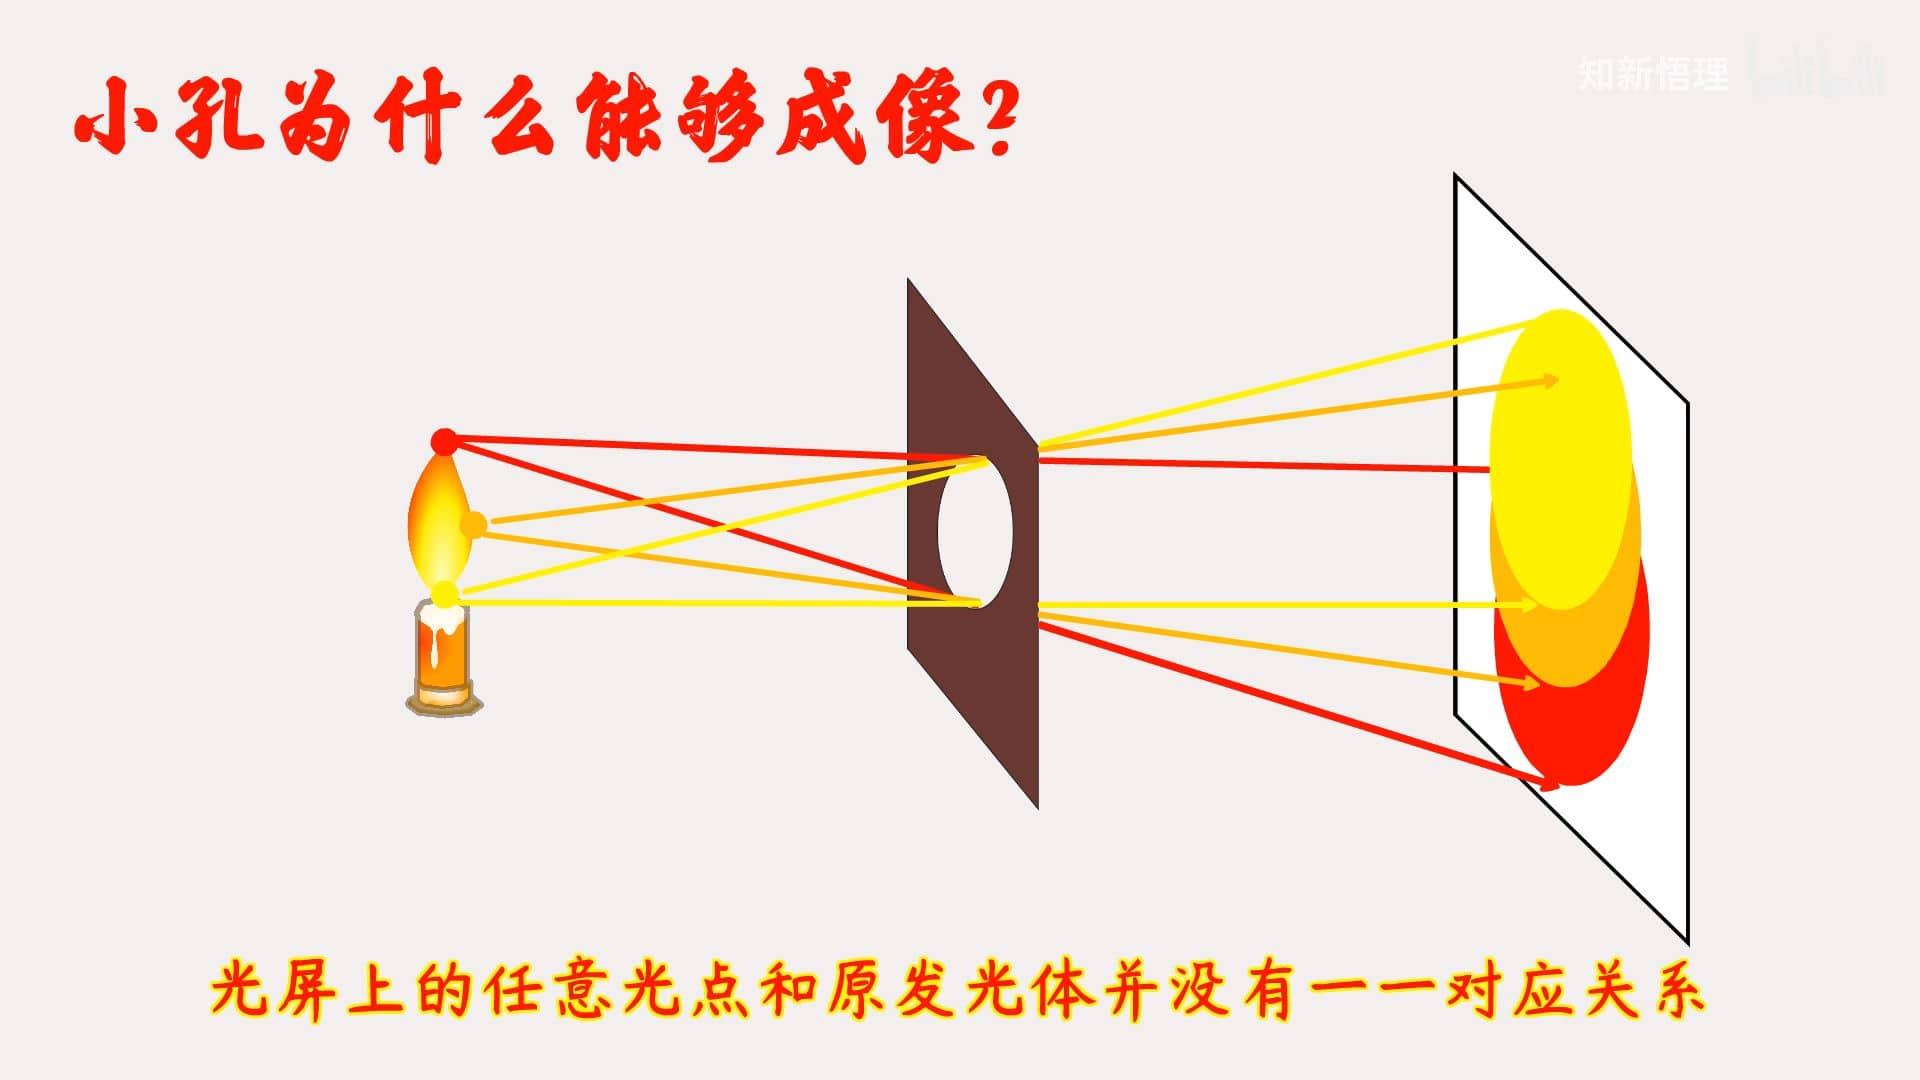 小孔为什么能够成像?
知新悟理 bilibili
光屏上的任意光点和原发光体并没有一一对应关系